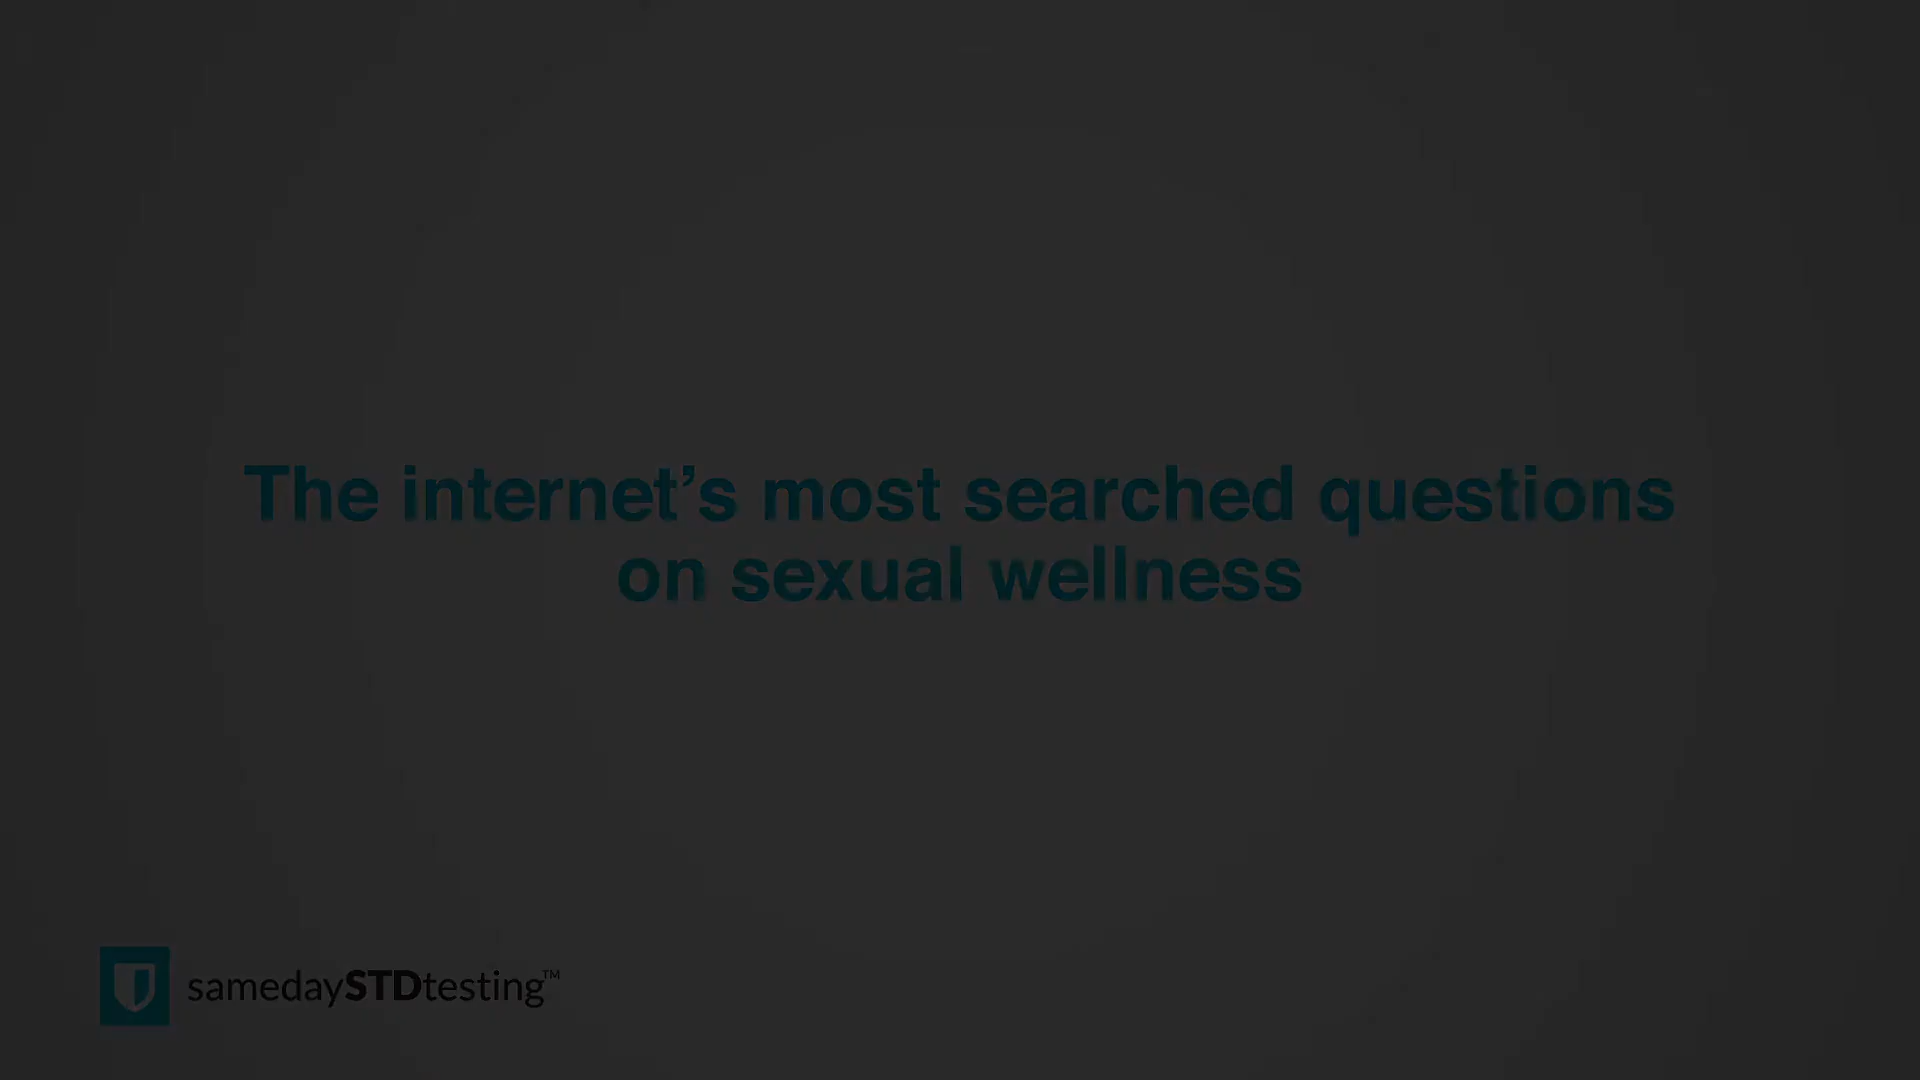 The internet’s most searched questions
on sexual wellness
samedaySTDtesting™